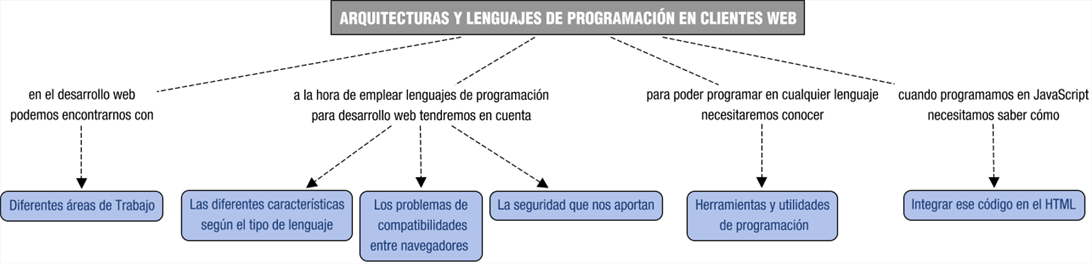 ARQUITECTURAS Y LENGUAJES DE PROGRAMACIÓN EN CLIENTES WEB
en el desarrollo web
podemos encontrarnos con
a la hora de emplear lenguajes de programación
para desarrollo web tendremos en cuenta
para poder programar en cualquier lenguaje
necesitaremos conocer
cuando programamos en JavaScript
necesitamos saber cómo
Diferentes áreas de Trabajo
Las diferentes características
según el tipo de lenguaje
Los problemas de
compatibilidades
entre navegadores
La seguridad que nos aportan
Herramientas y utilidades
de programación
Integrar ese código en el HTML